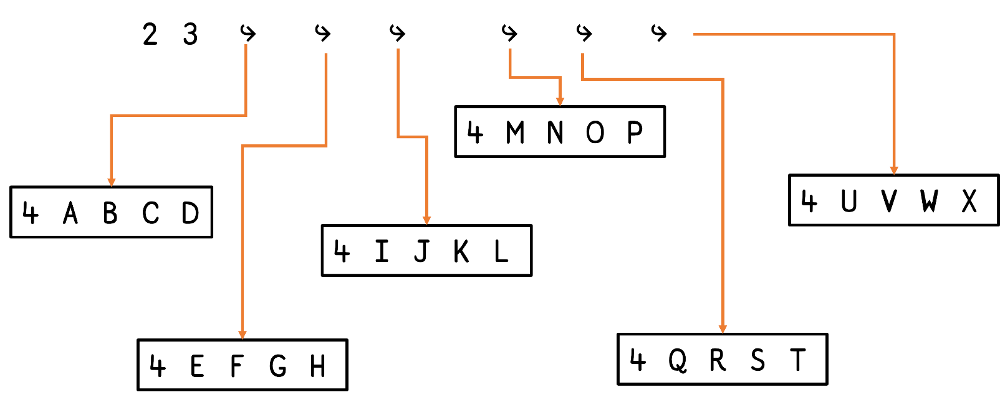 2 3 ⤷ ⤷ ⤷ ⤷ ⤷ ⤷
4 M N O P
4 A B C D
4 U V W X
4 I J K L
4 E F G H
4 Q R S T